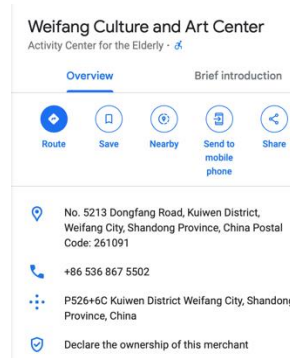 Weifang Culture and Art Center
Activity Center for the Elderly ·
Overview Brief introduction
Route Save Nearby Send to mobile phone Share
No. 5213 Dongfang Road, Kuiwen District,
Weifang City, Shandong Province, China Postal
Code: 261091
+86 536 867 5502
P526+6C Kuiwen District Weifang City, Shandong
Province, China
Declare the ownership of this merchant